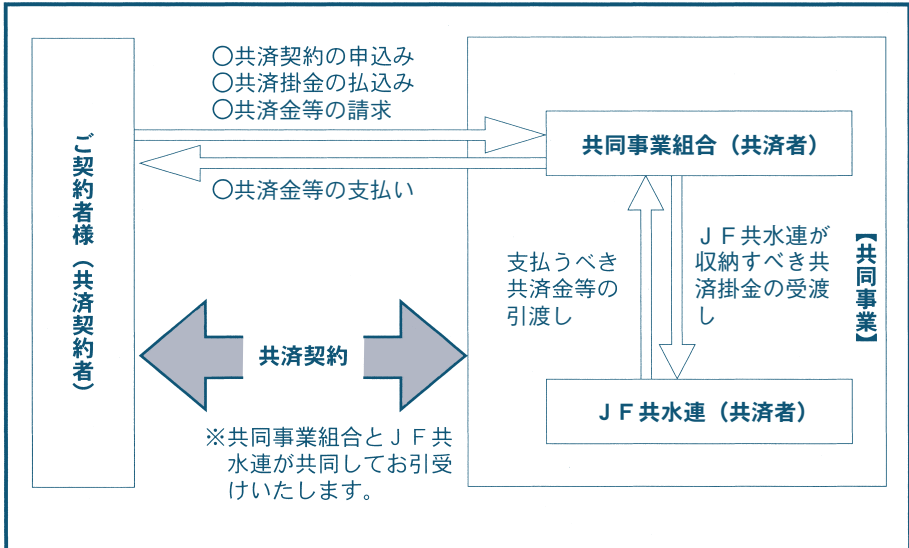 ○共済契約の申込み
○共済掛金の払込み
○共済金等の請求
ご契約者様（共済契約者）
共同事業組合（共済者）
○共済金等の支払い
支払うべき
共済金等の
引渡し
ＪＦ共水連が
収納すべき共
済掛金の受渡
し
【共同事業】
共済契約
ＪＦ共水連（共済者）
※共同事業組合とＪＦ共
水連が共同してお引受
けいたします。